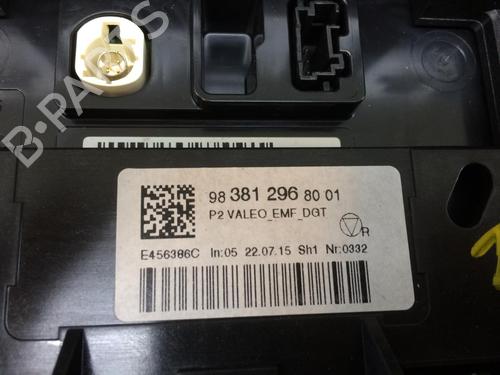 B-PARTS
98 381 296 80 01
P2 VALEO_EMF_DGT
R
E456386C In:05 22.07.15 Sh1 Nr:0332